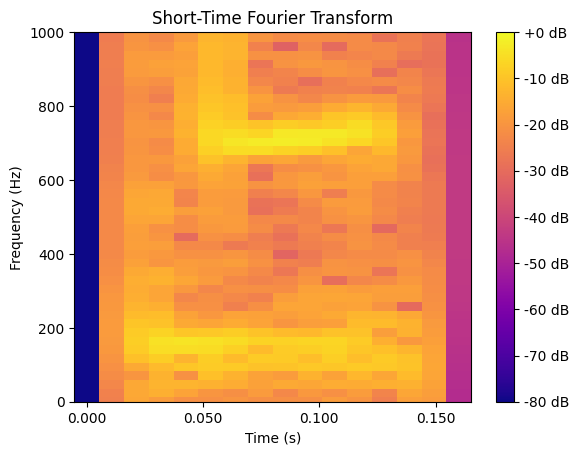 Short-Time Fourier Transform
1000
800
600
400
200
0
Frequency (Hz)
0.000
0.050
0.100
0.150
Time (s)
+0 dB
-10 dB
-20 dB
-30 dB
-40 dB
-50 dB
-60 dB
-70 dB
-80 dB